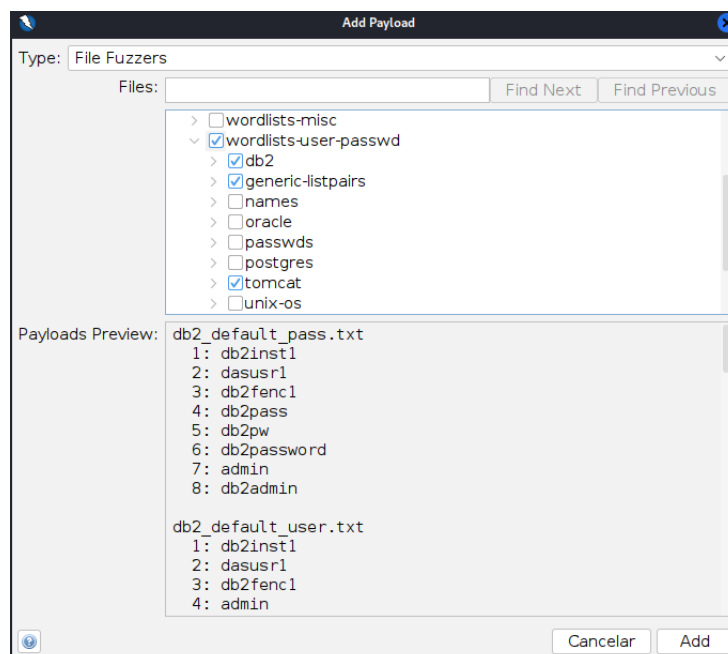 Add Payload
Type: File Fuzzers
Files:
Find Next Find Previous
wordlists-misc
wordlists-user-passwd
db2
generic-listpairs
names
oracle
passwds
postgres
tomcat
unix-os
Payloads Preview:
db2_default_pass.txt
1: db2inst1
2: dasusr1
3: db2fenc1
4: db2pass
5: db2pw
6: db2password
7: admin
8: db2admin
db2_default_user.txt
1: db2inst1
2: dasusr1
3: db2fenc1
4: admin
Cancelar Add